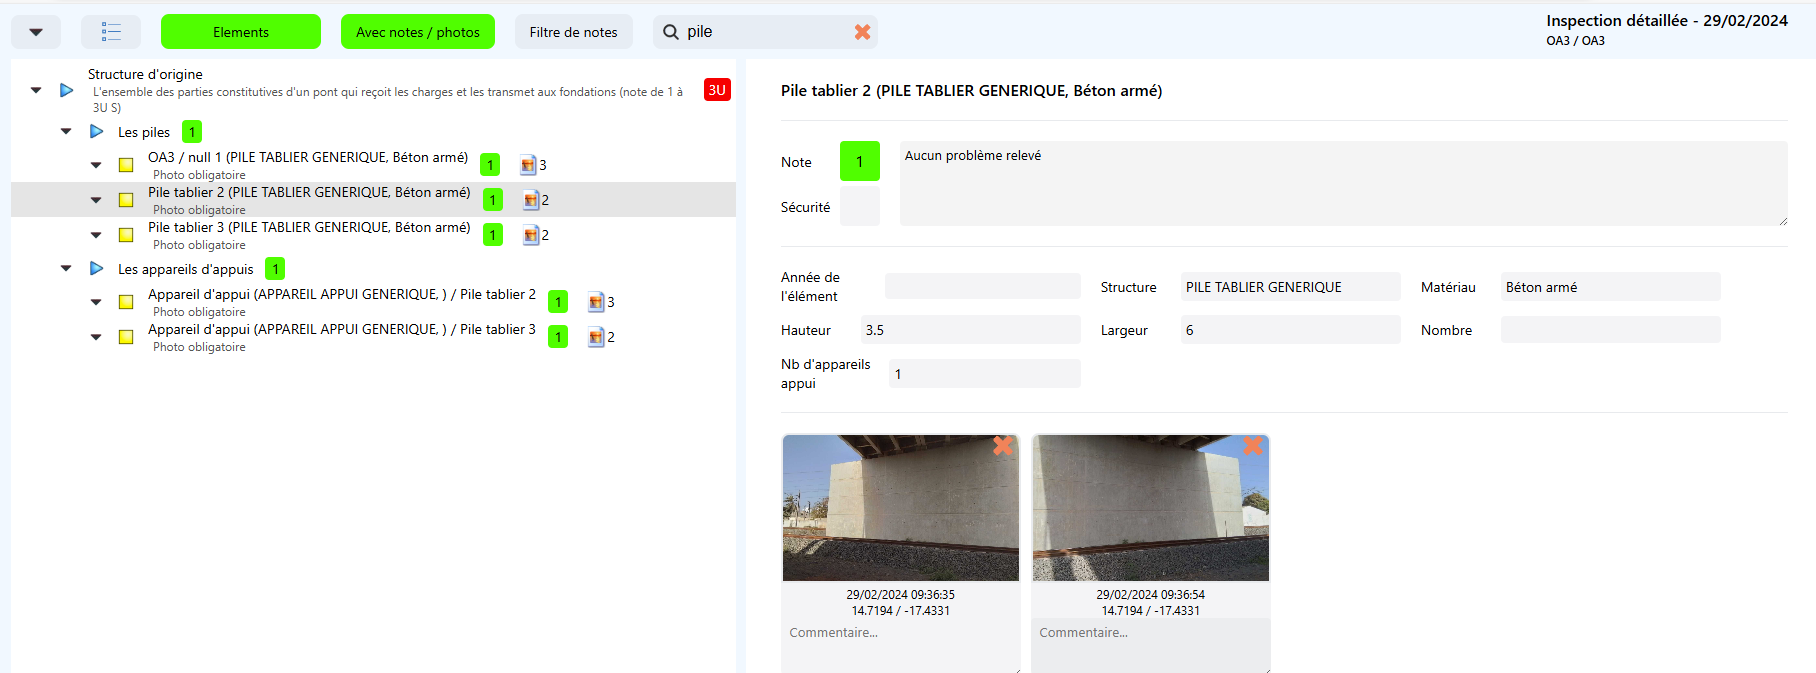 Elements
Avec notes / photos
Filtre de notes
pile
Inspection détaillée - 29/02/2024
OA3 / OA3
Structure d'origine
L'ensemble des parties constitutives d'un pont qui reçoit les charges et les transmet aux fondations (note de 1 à
3U S)
3U
Les piles 1
OA3 / null 1 (PILE TABLIER GENERIQUE, Béton armé) 1 3
Photo obligatoire
Pile tablier 2 (PILE TABLIER GENERIQUE, Béton armé) 1 2
Photo obligatoire
Pile tablier 3 (PILE TABLIER GENERIQUE, Béton armé) 1 2
Photo obligatoire
Les appareils d'appuis 1
Appareil d'appui (APPAREIL APPUI GENERIQUE, ) / Pile tablier 2 1 3
Photo obligatoire
Appareil d'appui (APPAREIL APPUI GENERIQUE, ) / Pile tablier 3 1 2
Photo obligatoire
Pile tablier 2 (PILE TABLIER GENERIQUE, Béton armé)
Note 1 Aucun problème relevé
Sécurité
Année de
l'élément
Structure PILE TABLIER GENERIQUE
Matériau Béton armé
Hauteur 3.5
Largeur 6
Nombre
Nb d'appareils
appui
1
29/02/2024 09:36:35
14.7194 / -17.4331
Commentaire...
29/02/2024 09:36:54
14.7194 / -17.4331
Commentaire...